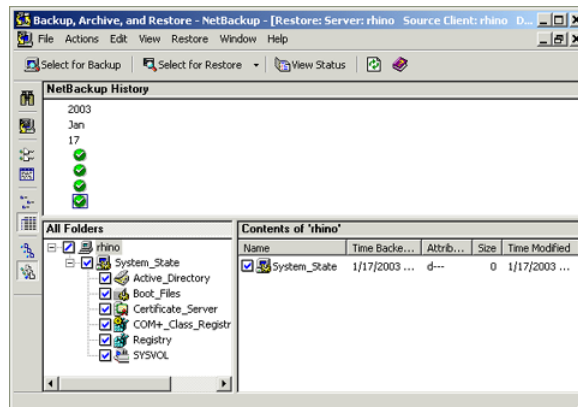 Backup, Archive, and Restore - NetBackup - [Restore: Server: rhino Source Client: rhino D...
File Actions Edit View Restore Window Help
Select for Backup Select for Restore View Status
NetBackup History
2003
Jan
17
All Folders
rhino
System_State
Active_Directory
Boot_Files
Certificate_Server
COM+_Class_Registr
Registry
SYSVOL
Contents of 'rhino'
Name Time Backe... Attrib... Size Time Modified
System_State 1/17/2003 ... d--- 0 1/17/2003 ...